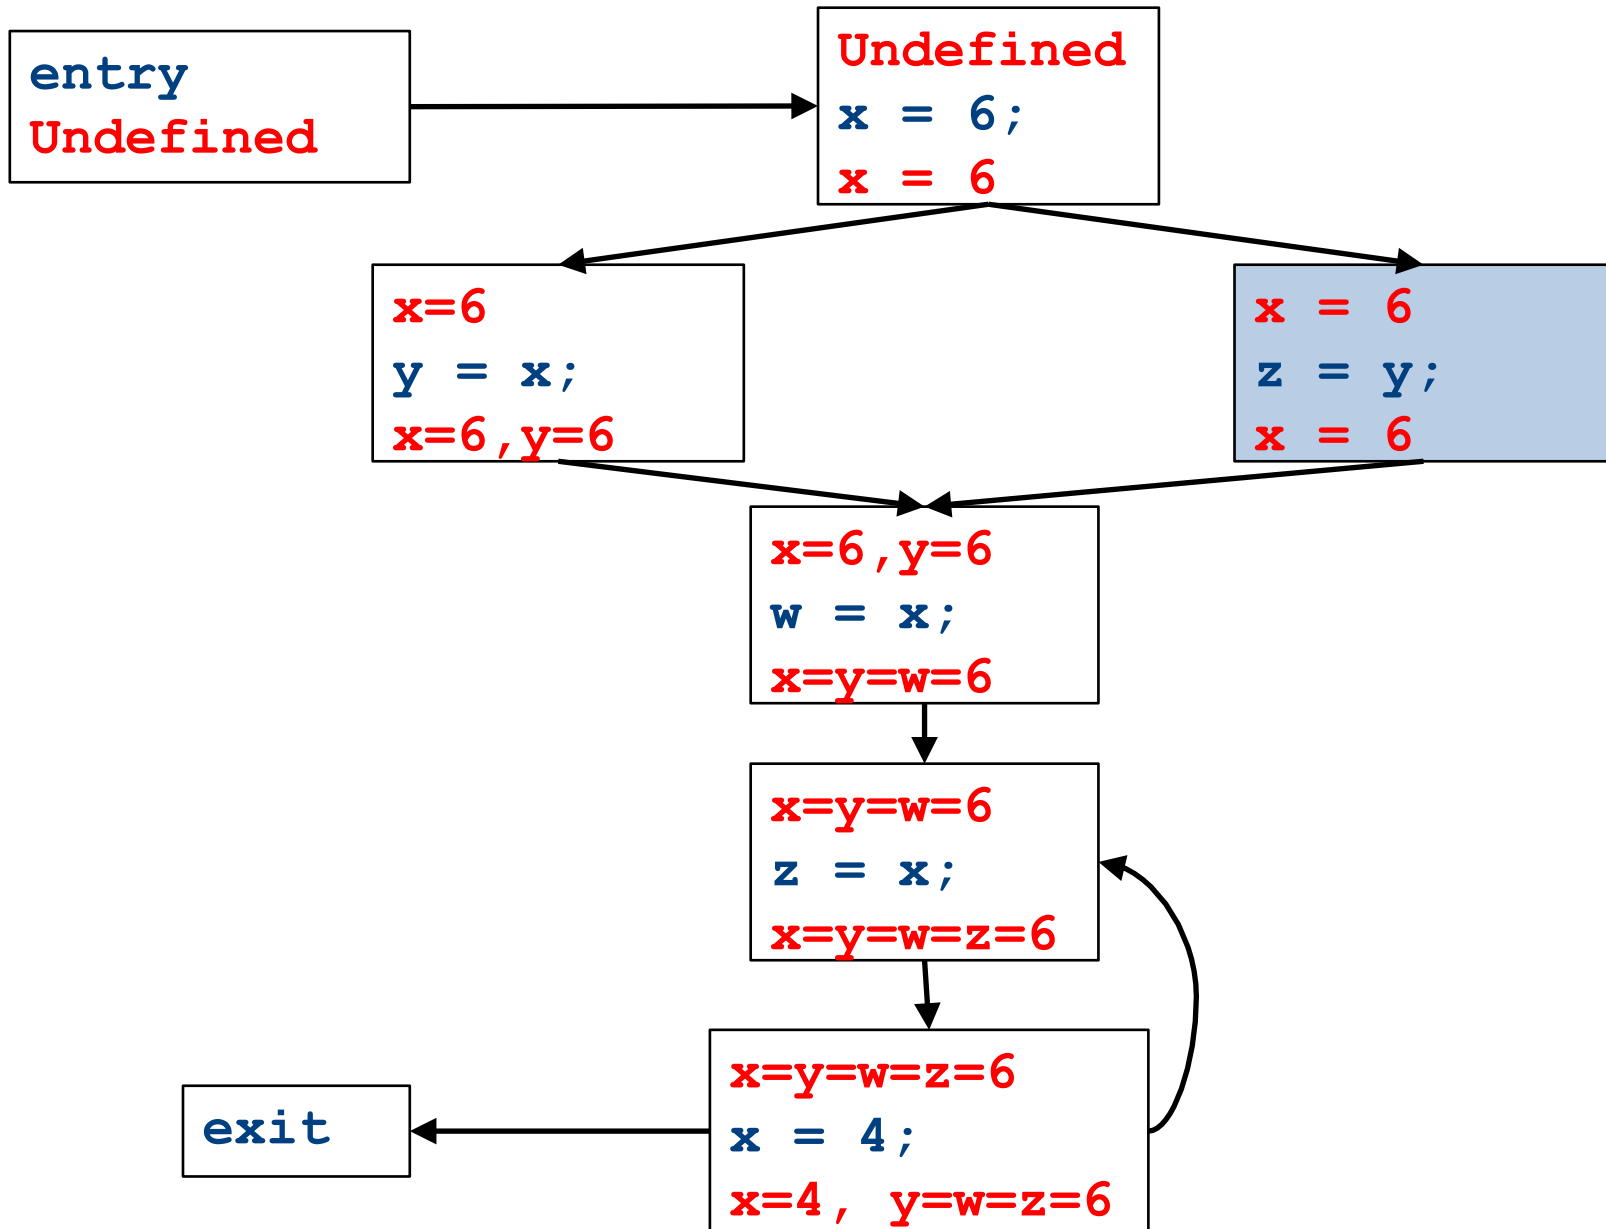 entry
Undefined
Undefined
x = 6;
x = 6
x=6
y = x;
x=6,y=6
x = 6
z = y;
x = 6
x=6,y=6
w = x;
x=y=w=6
x=y=w=6
z = x;
x=y=w=z=6
x=y=w=z=6
x = 4;
x=4, y=w=z=6
exit